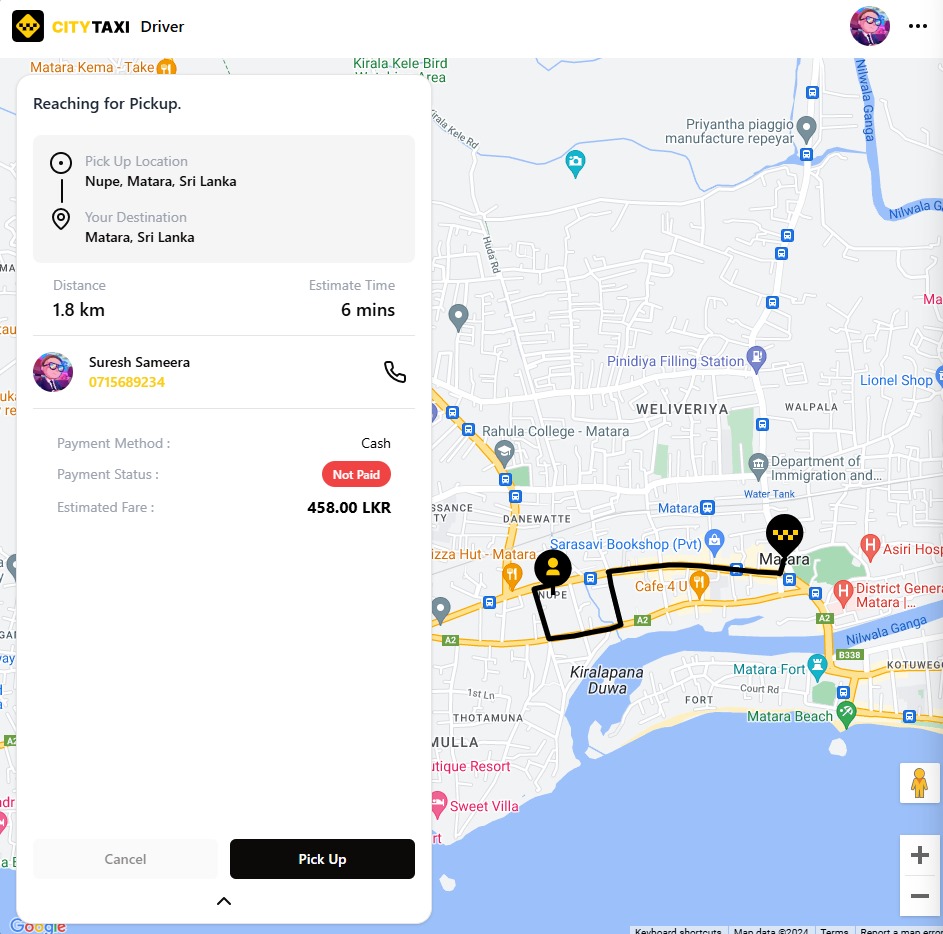 CITYTAXI Driver
Matara Kema - Take
Kirala Kele Bird
Watching Area
Reaching for Pickup.
Pick Up Location
Nupe, Matara, Sri Lanka
Your Destination
Matara, Sri Lanka
Distance
Estimate Time
1.8 km
6 mins
Suresh Sameera
0715689234
Payment Method :
Cash
Payment Status :
Not Paid
Estimated Fare :
458.00 LKR
Cancel
Pick Up
Google
Kirala Kele Rd
Priyantha piaggio
manufacture repeyar
Nilwala Ganga
Nilwala G
Huda Rd
Ma
Pinidiya Filling Station
Lionel Shop
WELIVERIYA
WALPALA
Rahula College - Matara
Department of
Immigration and...
Water Tank
SSANCE
TY
DANEWATTE
Matara
izza Hut - Matara
Sarasavi Bookshop (Pvt)
Matara
Asiri Hosp
NUPE
Cafe 4 U
District Genera
Matara |...
A2
A2
A2
Nilwala Ganga
B338
KOTUWEGO
Kiralapana
Duwa
Matara Fort
1st Ln
FORT
Court Rd
THOTAMUNA
Matara Beach
MULLA
utique Resort
Sweet Villa
rt
Keyboard shortcuts
Map data ©2024
Terms
Report a map error